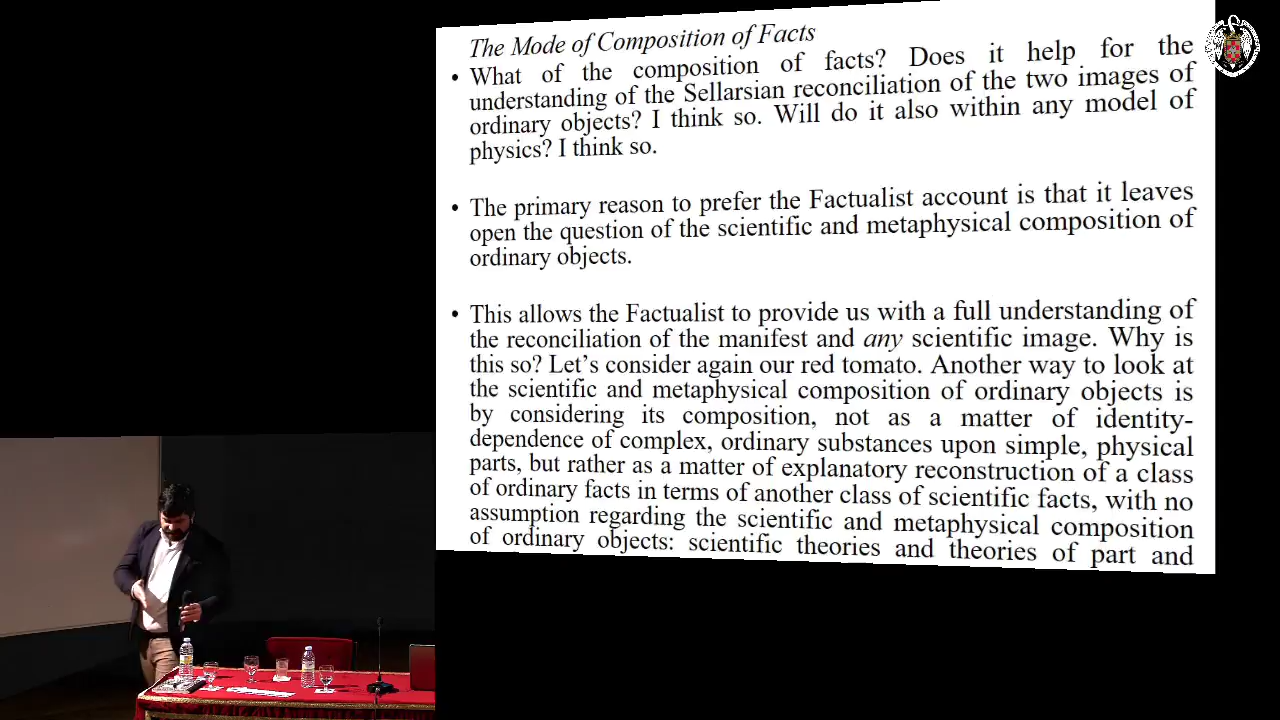 The Mode of Composition of Facts
• What of the composition of facts? Does it help for the
understanding of the Sellarsian reconciliation of the two images of
ordinary objects? I think so. Will do it also within any model of
physics? I think so.
• The primary reason to prefer the Factualist account is that it leaves
open the question of the scientific and metaphysical composition of
ordinary objects.
• This allows the Factualist to provide us with a full understanding of
the reconciliation of the manifest and any scientific image. Why is
this so? Let's consider again our red tomato. Another way to look at
the scientific and metaphysical composition of ordinary objects is
by considering its composition, not as a matter of identity-
dependence of complex, ordinary substances upon simple, physical
parts, but rather as a matter of explanatory reconstruction of a class
of ordinary facts in terms of another class of scientific facts, with no
assumption regarding the scientific and metaphysical composition
of ordinary objects: scientific theories and theories of part and